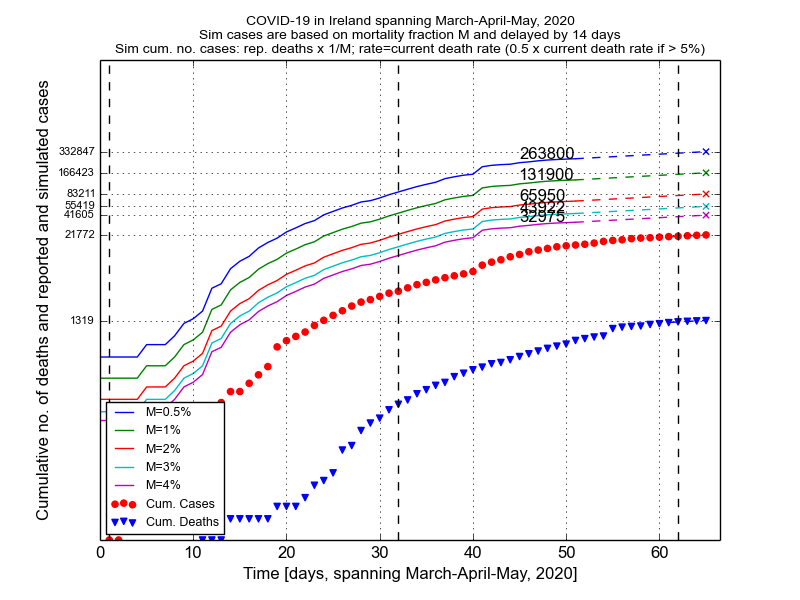 COVID-19 in Ireland spanning March-April-May, 2020
Sim cases are based on mortality fraction M and delayed by 14 days
Sim cum. no. cases: rep. deaths x 1/M; rate=current death rate (0.5 x current death rate if > 5%)
Cumulative no. of deaths and reported and simulated cases
332847
166423
83211
55419
41605
21772
1319
263800
131900
65950
43922
32975
M=0.5%
M=1%
M=2%
M=3%
M=4%
Cum. Cases
Cum. Deaths
0 10 20 30 40 50 60
Time [days, spanning March-April-May, 2020]